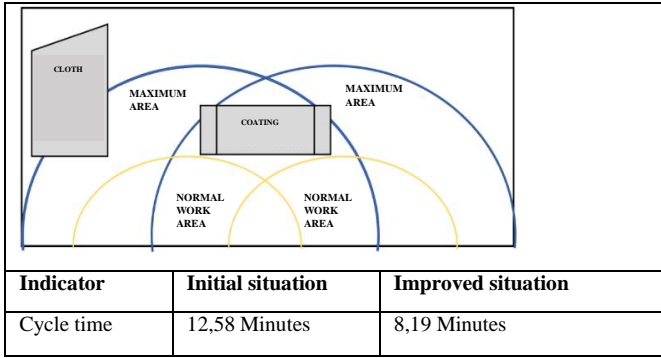 CLOTH
MAXIMUM
AREA
MAXIMUM
AREA
COATING
NORMAL
WORK
AREA
NORMAL
WORK
AREA
Indicator Initial situation Improved situation
Cycle time 12,58 Minutes 8,19 Minutes